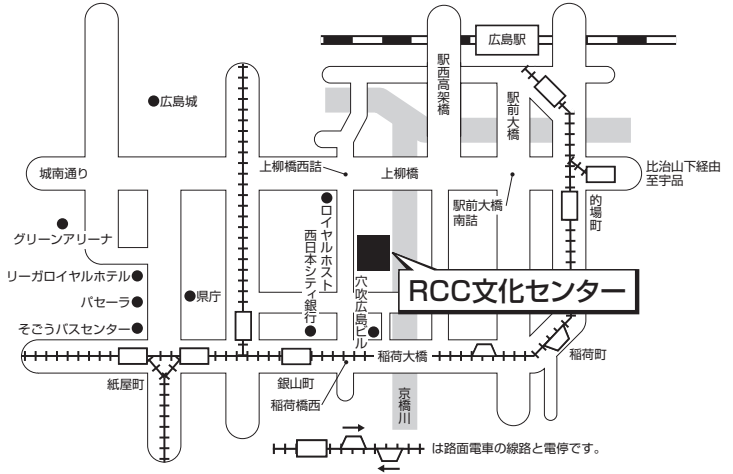 広島駅
駅西高架橋
駅前大橋
広島城
城南通り
上柳橋西詰
上柳橋
比治山下経由
至宇品
駅前大橋
南詰
的場町
グリーンアリーナ
ロイヤルホスト
西日本シティ銀行
リーガロイヤルホテル
パセーラ
そごうバスセンター
県庁
穴吹広島ビル
RCC文化センター
紙屋町
銀山町
稲荷橋西
稲荷大橋
稲荷町
京橋川
は路面電車の線路と電停です。